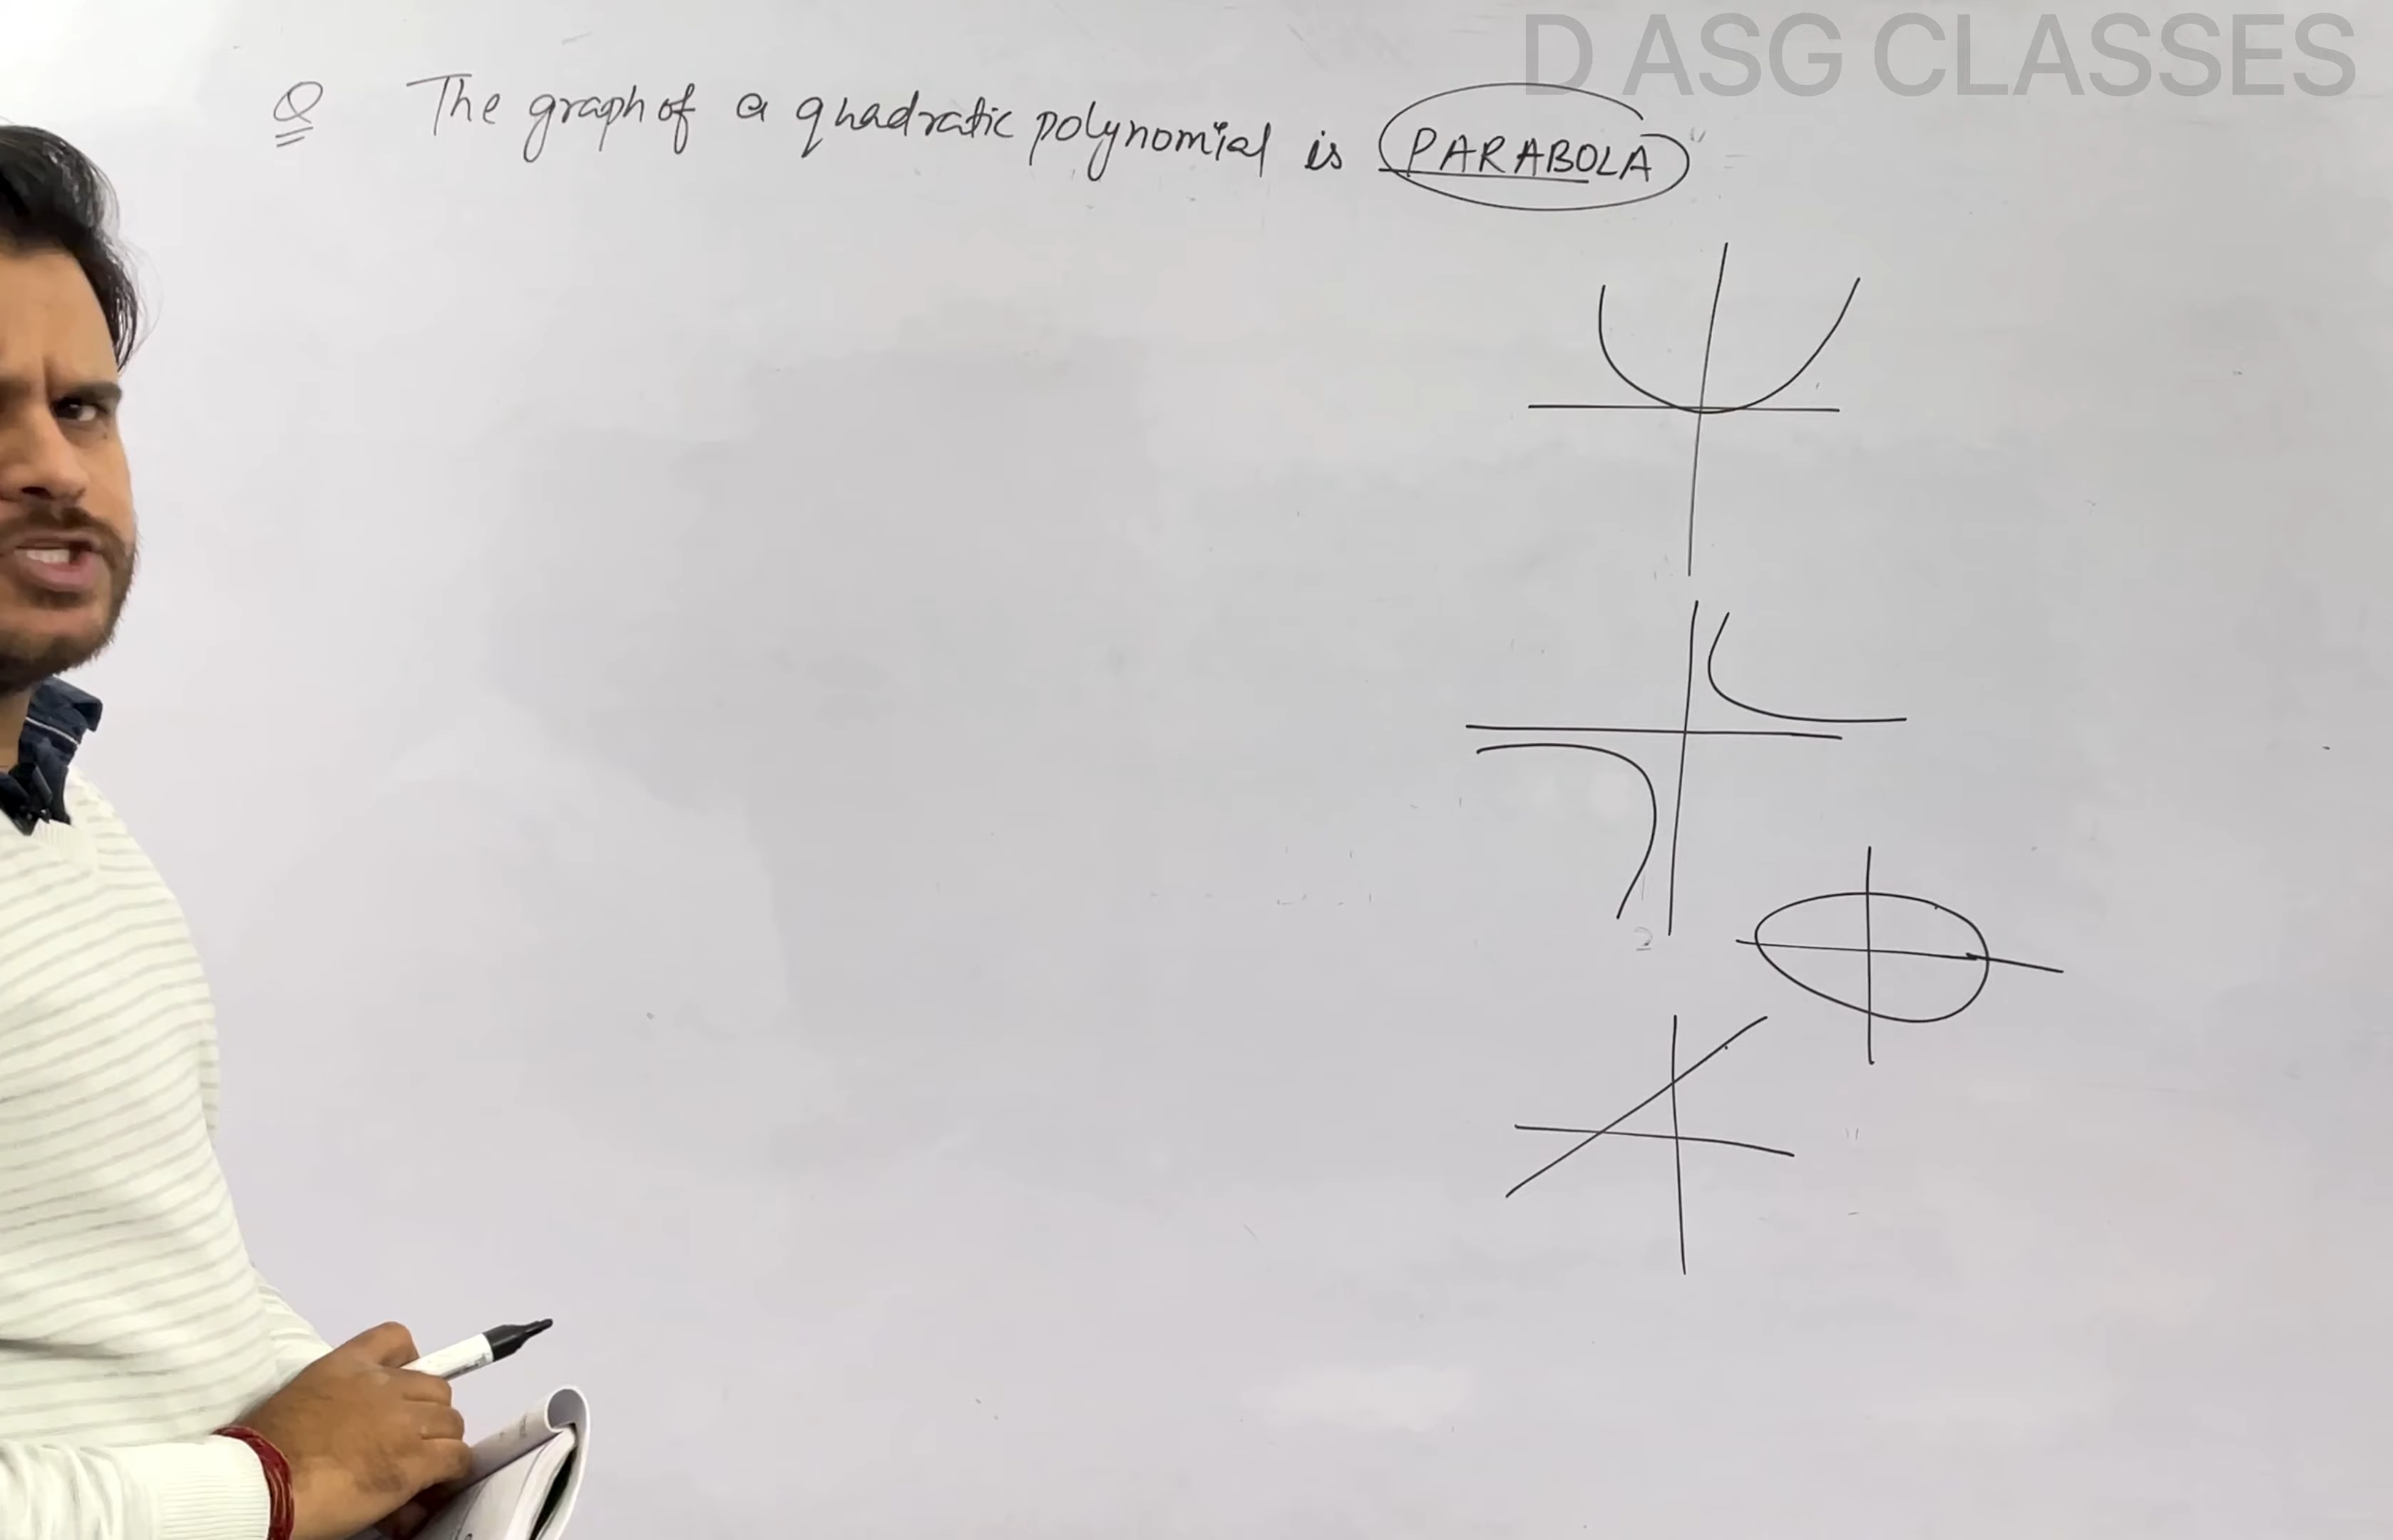 D ASG CLASSES
Q The graph of a quadratic polynomial is PARABOLA